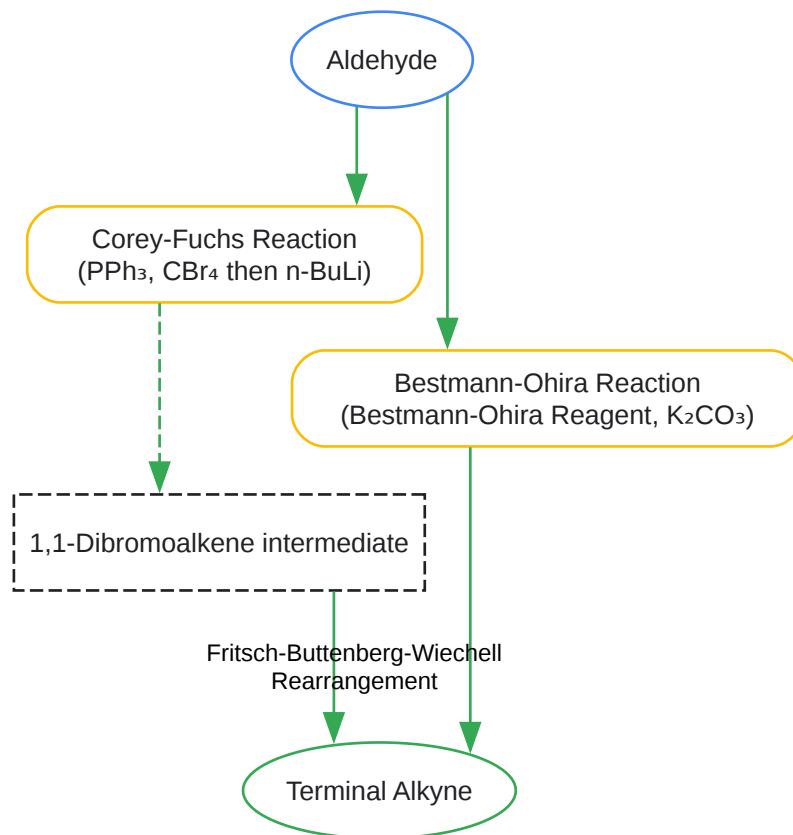 Aldehyde
Corey-Fuchs Reaction
(PPh₃, CBr₄ then n-BuLi)
Bestmann-Ohira Reaction
(Bestmann-Ohira Reagent, K₂CO₃)
1,1-Dibromoalkene intermediate
Fritsch-Buttenberg-Wiechell
Rearrangement
Terminal Alkyne